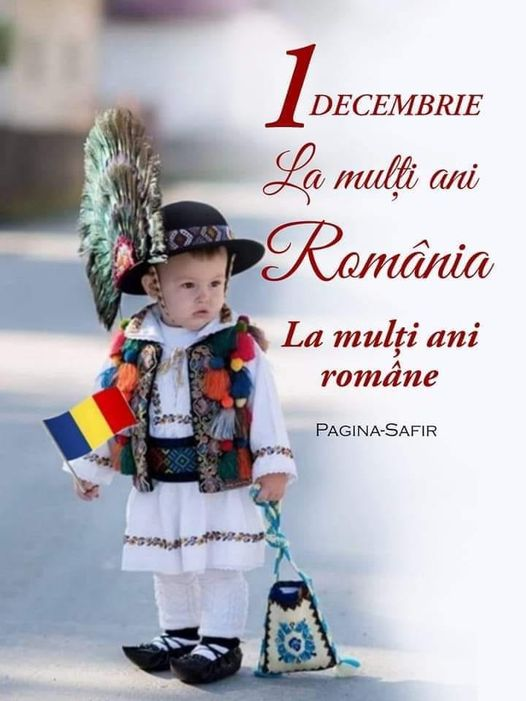 1 DECEMBRIE
La mulți ani
România
La mulți ani
române
PAGINA-SAFIR